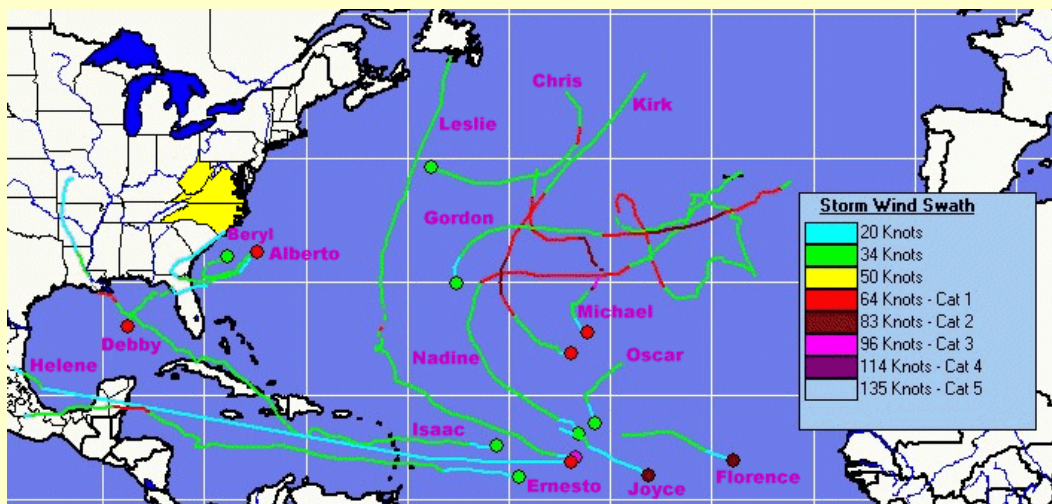 Chris
Kirk
Leslie
Gordon
Beryl
Alberto
Michael
Debby
Nadine
Oscar
Helene
Isaac
Ernesto
Joyce
Florence
Storm Wind Swath
20 Knots
34 Knots
50 Knots
64 Knots - Cat 1
83 Knots - Cat 2
96 Knots - Cat 3
114 Knots - Cat 4
135 Knots - Cat 5